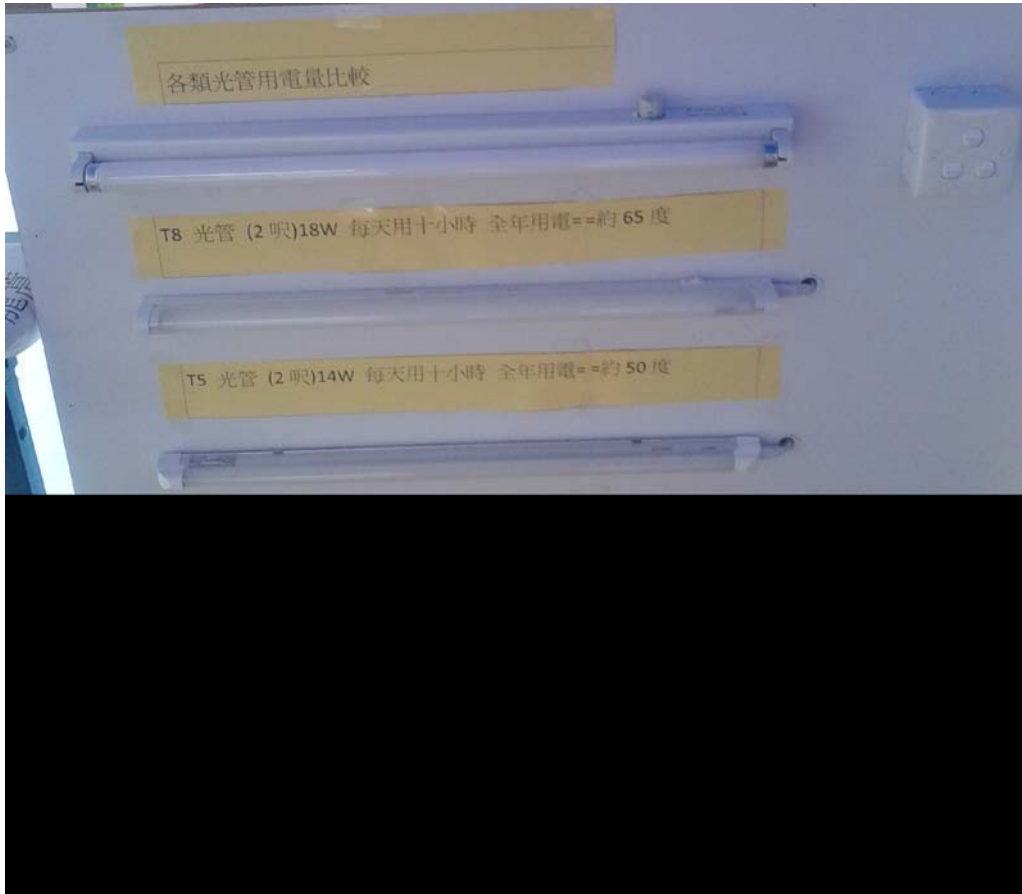 各類光管用電量比較
T8 光管 (2 呎)18W 每天用十小時 全年用電= =約 65 度
T5 光管 (2 呎)14W 每天用十小時 全年用電= =約 50 度